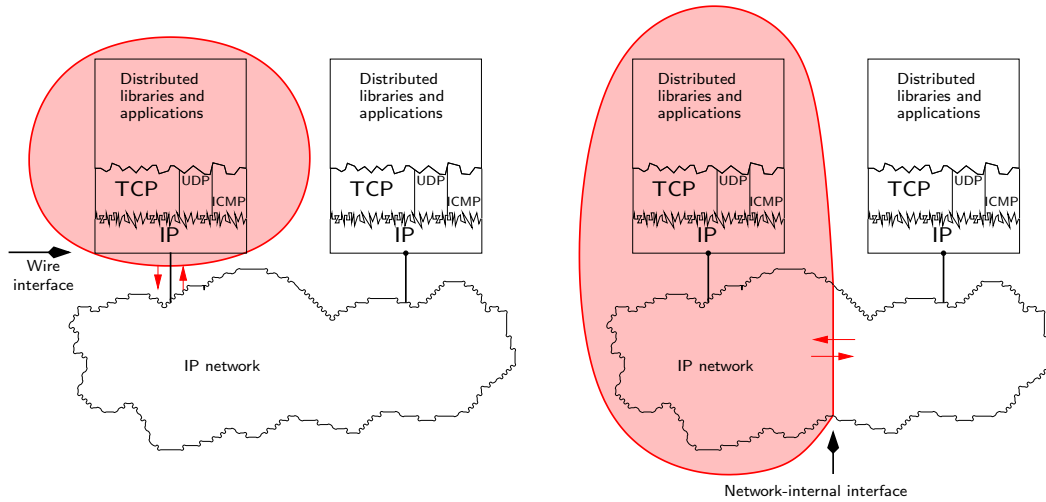 Distributed
libraries and
applications
TCP
UDP
ICMP
IP
Distributed
libraries and
applications
TCP
UDP
ICMP
IP
Wire
interface
IP network
Distributed
libraries and
applications
TCP
UDP
ICMP
IP
Distributed
libraries and
applications
TCP
UDP
ICMP
IP
IP network
Network-internal interface